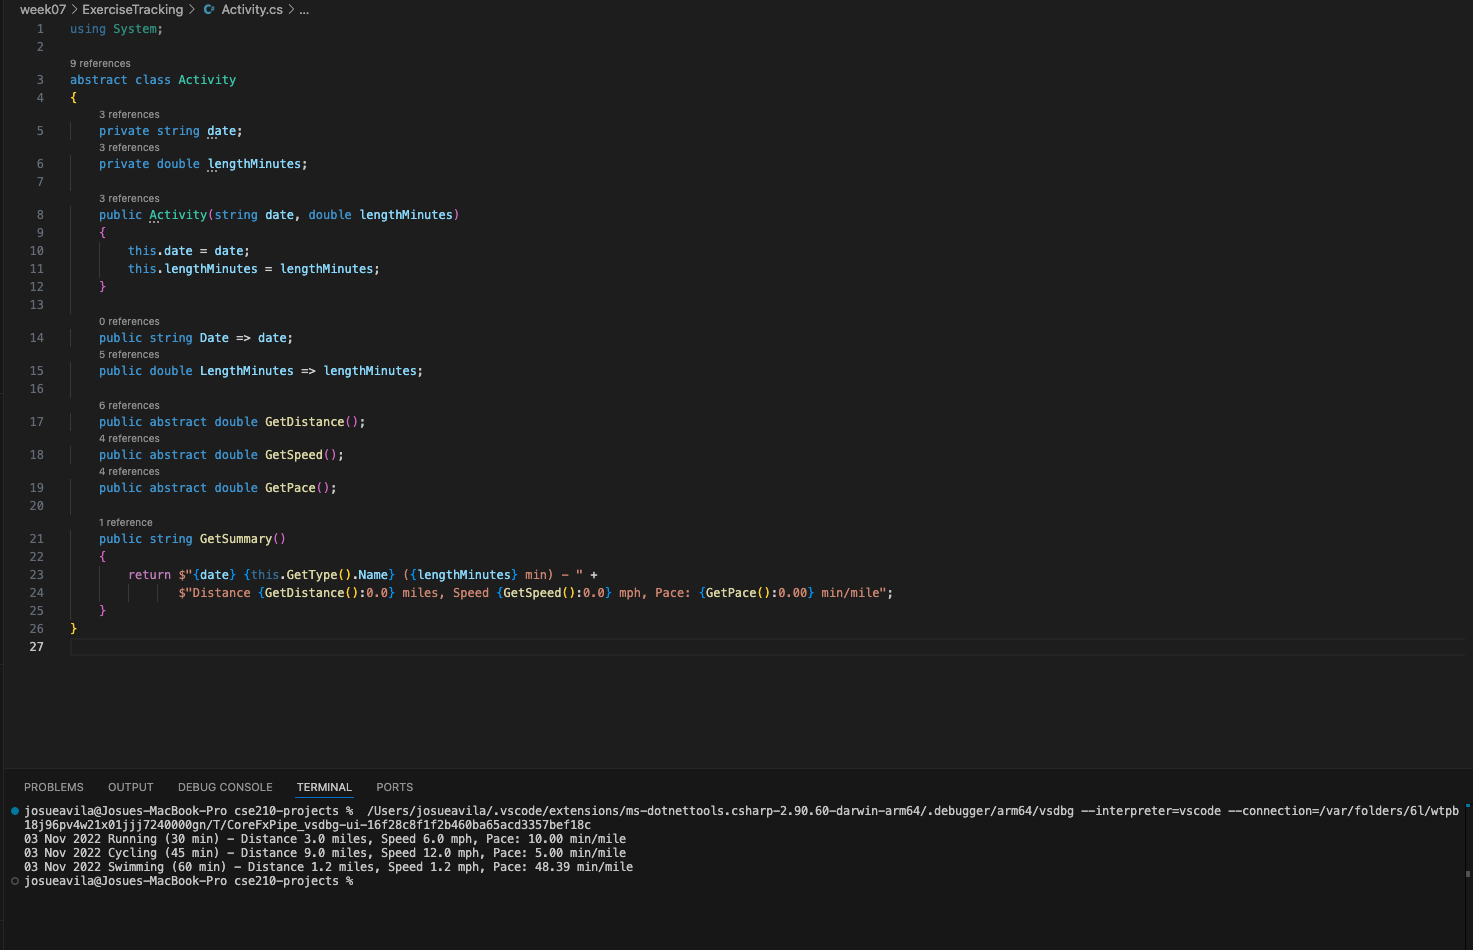 week07 > ExerciseTracking > Activity.cs > ...
1 using System;
2
9 references
3 abstract class Activity
4 {
3 references
5 private string date;
3 references
6 private double lengthMinutes;
7
3 references
8 public Activity(string date, double lengthMinutes)
9 {
10 this.date = date;
11 this.lengthMinutes = lengthMinutes;
12 }
13
0 references
14 public string Date => date;
5 references
15 public double LengthMinutes => lengthMinutes;
16
6 references
17 public abstract double GetDistance();
4 references
18 public abstract double GetSpeed();
4 references
19 public abstract double GetPace();
20
1 reference
21 public string GetSummary()
22 {
23 return $"{date} {this.GetType().Name} ({lengthMinutes} min) - " +
24 $"Distance {GetDistance():0.0} miles, Speed {GetSpeed():0.0} mph, Pace: {GetPace():0.00} min/mile";
25 }
26 }
27
PROBLEMS OUTPUT DEBUG CONSOLE TERMINAL PORTS
josueavila@Josues-MacBook-Pro cse210-projects % /Users/josueavila/.vscode/extensions/ms-dotnettools.csharp-2.90.60-darwin-arm64/.debugger/arm64/vsdbg --interpreter=vscode --connection=/var/folders/6l/wtpb
18j96pv4w21x01jjj7240000gn/T/CoreFxPipe_vsdbg-ui-16f28c8f1f2b460ba65acd3357bef18c
03 Nov 2022 Running (30 min) - Distance 3.0 miles, Speed 6.0 mph, Pace: 10.00 min/mile
03 Nov 2022 Cycling (45 min) - Distance 9.0 miles, Speed 12.0 mph, Pace: 5.00 min/mile
03 Nov 2022 Swimming (60 min) - Distance 1.2 miles, Speed 1.2 mph, Pace: 48.39 min/mile
josueavila@Josues-MacBook-Pro cse210-projects %